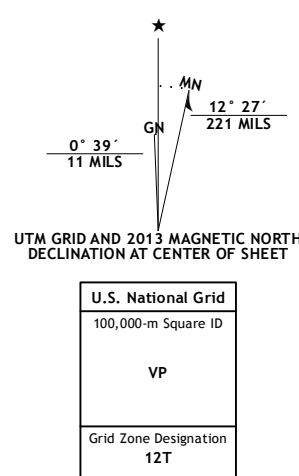 ★
MN
GN
12° 27´
221 MILS
0° 39´
11 MILS
UTM GRID AND 2013 MAGNETIC NORTH
DECLINATION AT CENTER OF SHEET
U.S. National Grid
100,000-m Square ID
VP
Grid Zone Designation
12T